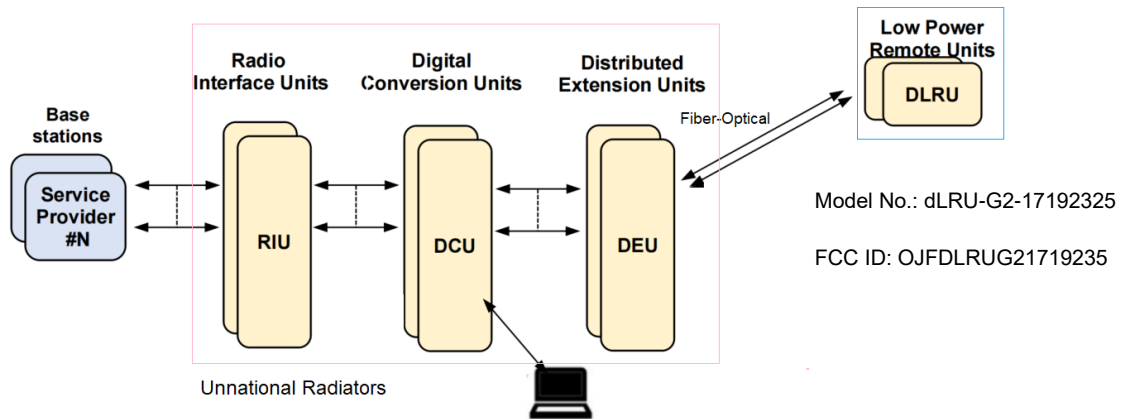 Low Power
Remote Units
DLRU
Radio
Interface Units
Digital
Conversion Units
Distributed
Extension Units
Fiber-Optical
Base
stations
Service
Provider
#N
RIU
DCU
DEU
Model No.: dLRU-G2-17192325
FCC ID: OJFDLRUG21719235
Unnational Radiators